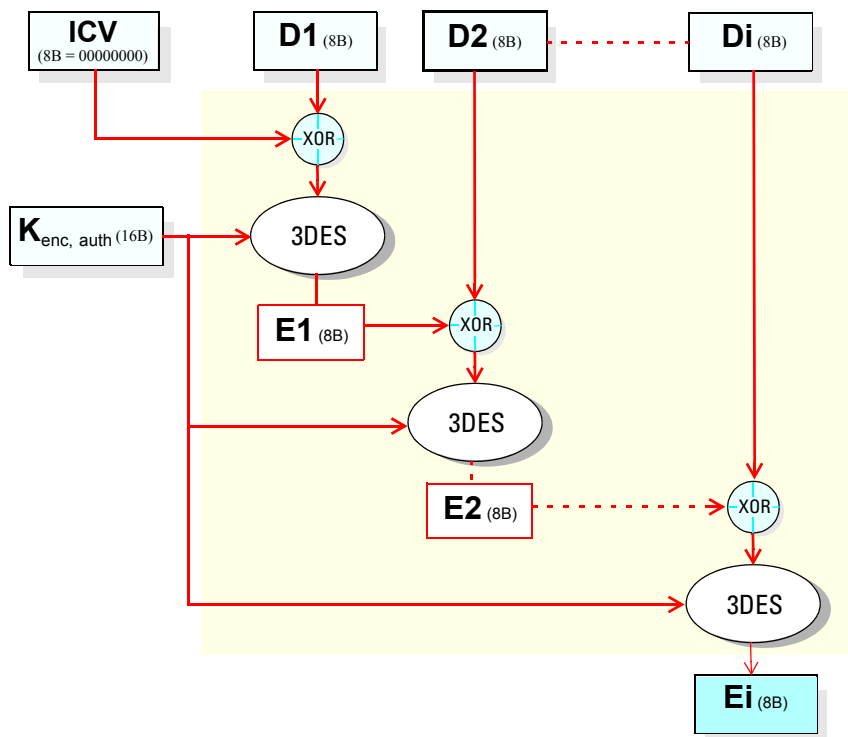 ICV
(8B = 00000000)
D1 (8B)
D2 (8B)
Di (8B)
XOR
Kenc, auth (16B)
3DES
E1 (8B)
XOR
3DES
E2 (8B)
XOR
3DES
Ei (8B)